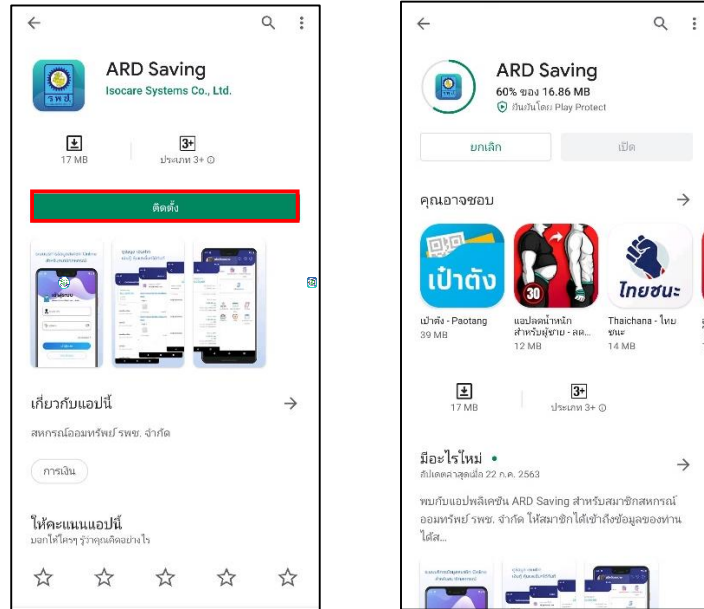 ARD Saving
Isocare Systems Co., Ltd.
รพช.
17 MB
3+
ประเภท 3+
ติดตั้ง
เกี่ยวกับแอปนี้
สหกรณ์ออมทรัพย์ รพช. จำกัด
การเงิน
ให้คะแนนแอปนี้
บอกให้ใครๆ รู้ว่าคุณคิดอย่างไร
ARD Saving
60% ของ 16.86 MB
ยืนยันโดย Play Protect
ยกเลิก
เปิด
คุณอาจชอบ
เป๋าตัง
30
ไทยชนะ
เป๋าตัง - Paotang
39 MB
แอปลดน้ำหนัก
สำหรับผู้ชาย - ลด...
12 MB
Thaichana - ไทย
ชนะ
14 MB
17 MB
3+
ประเภท 3+
มีอะไรใหม่
อัปเดตล่าสุดเมื่อ 22 ก.ค. 2563
พบกับแอปพลิเคชัน ARD Saving สำหรับสมาชิกสหกรณ์
ออมทรัพย์ รพช. จำกัด ให้สมาชิกได้เข้าถึงข้อมูลของท่าน
ได้ส...